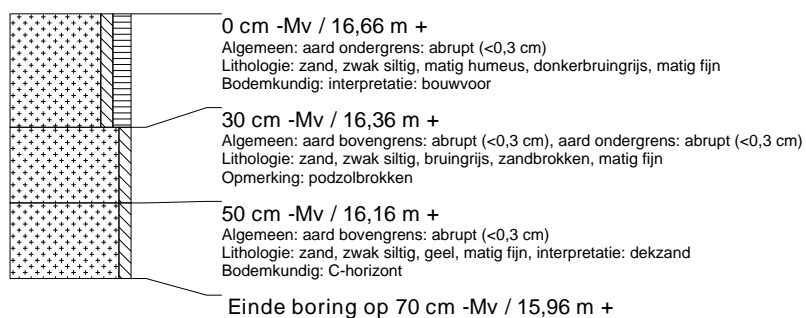 0 cm -Mv / 16,66 m +
Algemeen: aard ondergrens: abrupt (<0,3 cm)
Lithologie: zand, zwak siltig, matig humeus, donkerbruingrijs, matig fijn
Bodemkundig: interpretatie: bouwvoor
30 cm -Mv / 16,36 m +
Algemeen: aard bovengrens: abrupt (<0,3 cm), aard ondergrens: abrupt (<0,3 cm)
Lithologie: zand, zwak siltig, bruingrijs, zandbrokken, matig fijn
Opmerking: podzolbrokken
50 cm -Mv / 16,16 m +
Algemeen: aard bovengrens: abrupt (<0,3 cm)
Lithologie: zand, zwak siltig, geel, matig fijn, interpretatie: dekzand
Bodemkundig: C-horizont
Einde boring op 70 cm -Mv / 15,96 m +